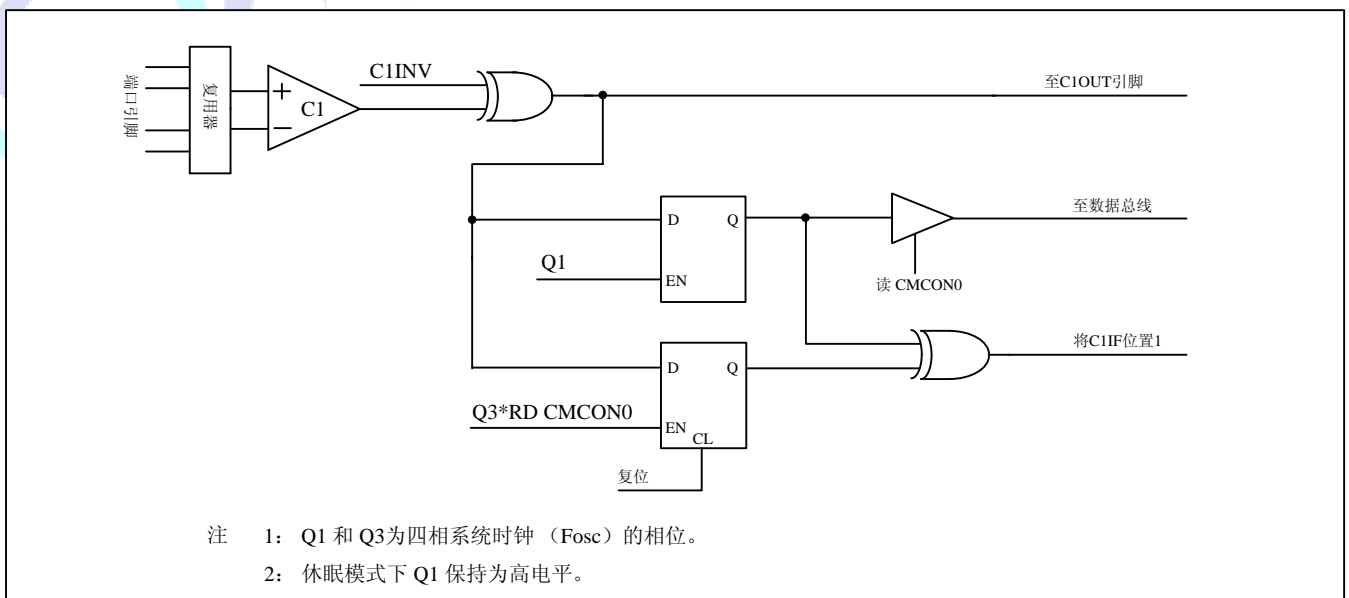 端口引脚
复用器
+
−
C1
C1INV
至C1OUT引脚
D
Q
至数据总线
Q1
EN
读 CMCON0
D
Q
将C1IF位置1
Q3*RD CMCON0
EN
CL
复位
注 1： Q1 和 Q3为四相系统时钟 （Fosc）的相位。
2： 休眠模式下 Q1 保持为高电平。